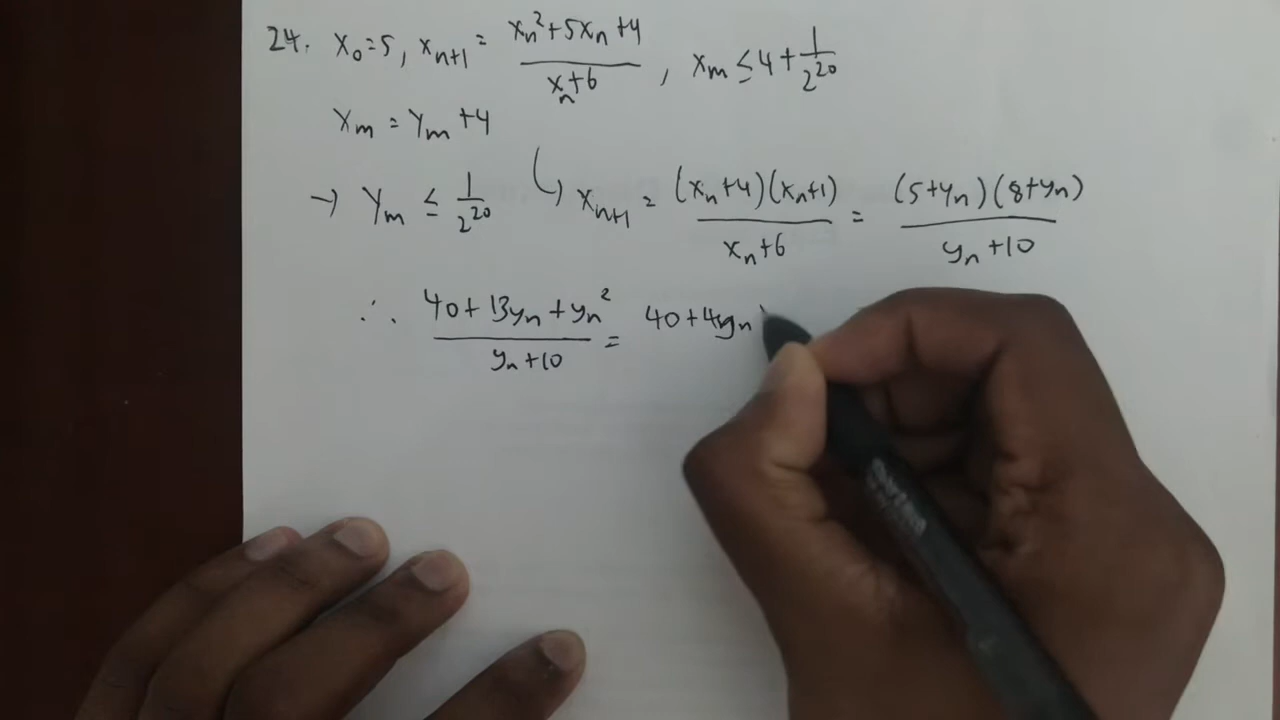 24. x₀=5, xₙ₊₁ = (xₙ²+5xₙ+4)/(xₙ+6), xₘ ≤ 4+1/2²⁰
xₘ = yₘ+4
→ yₘ ≤ 1/2²⁰ ↳ xₙ₊₁ = (xₙ+4)(xₙ+1)/(xₙ+6) = (5+yₙ)(8+yₙ)/(yₙ+10)
∴ (40+13yₙ+yₙ²)/(yₙ+10) = 40+4yₙ